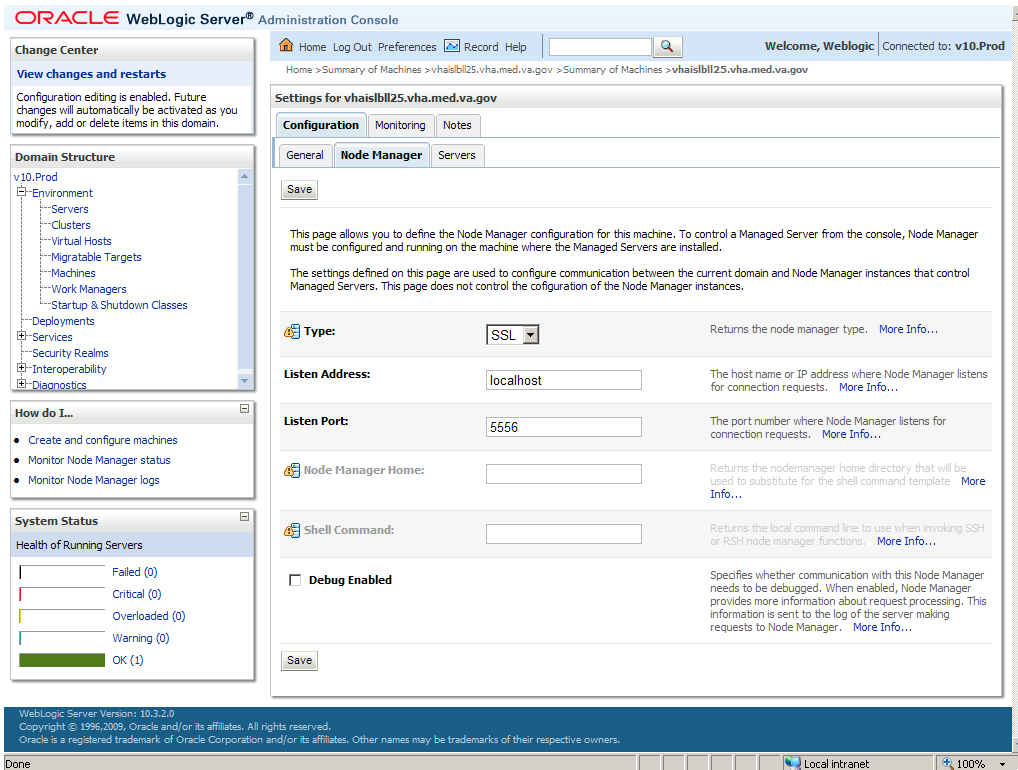 ORACLE WebLogic Server® Administration Console
Change Center
View changes and restarts
Configuration editing is enabled. Future
changes will automatically be activated as you
modify, add or delete items in this domain.
Domain Structure
v10.Prod
Environment
Servers
Clusters
Virtual Hosts
Migratable Targets
Machines
Work Managers
Startup & Shutdown Classes
Deployments
Services
Security Realms
Interoperability
Diagnostics
How do I...
Create and configure machines
Monitor Node Manager status
Monitor Node Manager logs
System Status
Health of Running Servers
Failed (0)
Critical (0)
Overloaded (0)
Warning (0)
OK (1)
Home Log Out Preferences Record Help
Welcome, Weblogic Connected to: v10.Prod
Home >Summary of Machines >vhaislbll25.vha.med.va.gov >Summary of Machines >vhaislbll25.vha.med.va.gov
Settings for vhaislbll25.vha.med.va.gov
Configuration Monitoring Notes
General Node Manager Servers
Save
This page allows you to define the Node Manager configuration for this machine. To control a Managed Server from the console, Node Manager
must be configured and running on the machine where the Managed Servers are installed.
The settings defined on this page are used to configure communication between the current domain and Node Manager instances that control
Managed Servers. This page does not control the cofiguration of the Node Manager instances.
Type: SSL Returns the node manager type. More Info...
Listen Address: localhost
The host name or IP address where Node Manager listens
for connection requests. More Info...
Listen Port: 5556
The port number where Node Manager listens for
connection requests. More Info...
Node Manager Home:
Returns the nodemanager home directory that will be
used to substitute for the shell command template More
Info...
Shell Command:
Returns the local command line to use when invoking SSH
or RSH node manager functions. More Info...
Debug Enabled
Specifies whether communication with this Node Manager
needs to be debugged. When enabled, Node Manager
provides more information about request processing. This
information is sent to the log of the server making
requests to Node Manager. More Info...
Save
WebLogic Server Version: 10.3.2.0
Copyright © 1996,2009, Oracle and/or its affiliates. All rights reserved.
Oracle is a registered trademark of Oracle Corporation and/or its affiliates. Other names may be trademarks of their respective owners.
Done Local intranet 100%